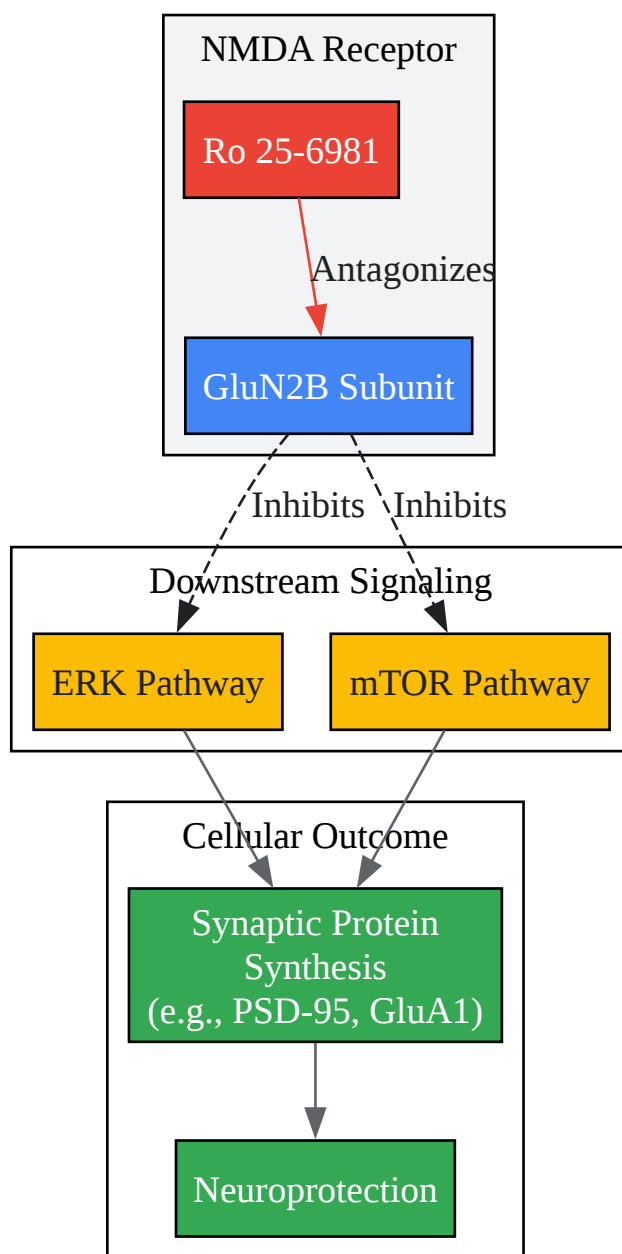 NMDA Receptor
Ro 25-6981
Antagonizes
GluN2B Subunit
Inhibits
Inhibits
Downstream Signaling
ERK Pathway
mTOR Pathway
Cellular Outcome
Synaptic Protein
Synthesis
(e.g., PSD-95, GluA1)
Neuroprotection